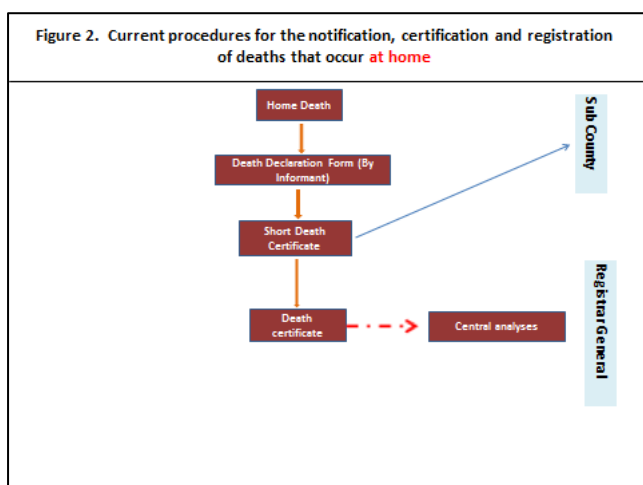 Figure 2.  Current procedures for the notification, certification and registration
of deaths that occur at home
Home Death
Sub County
Death Declaration Form (By
Informant)
Short Death
Certificate
Registrar General
Death
certificate
Central analyses